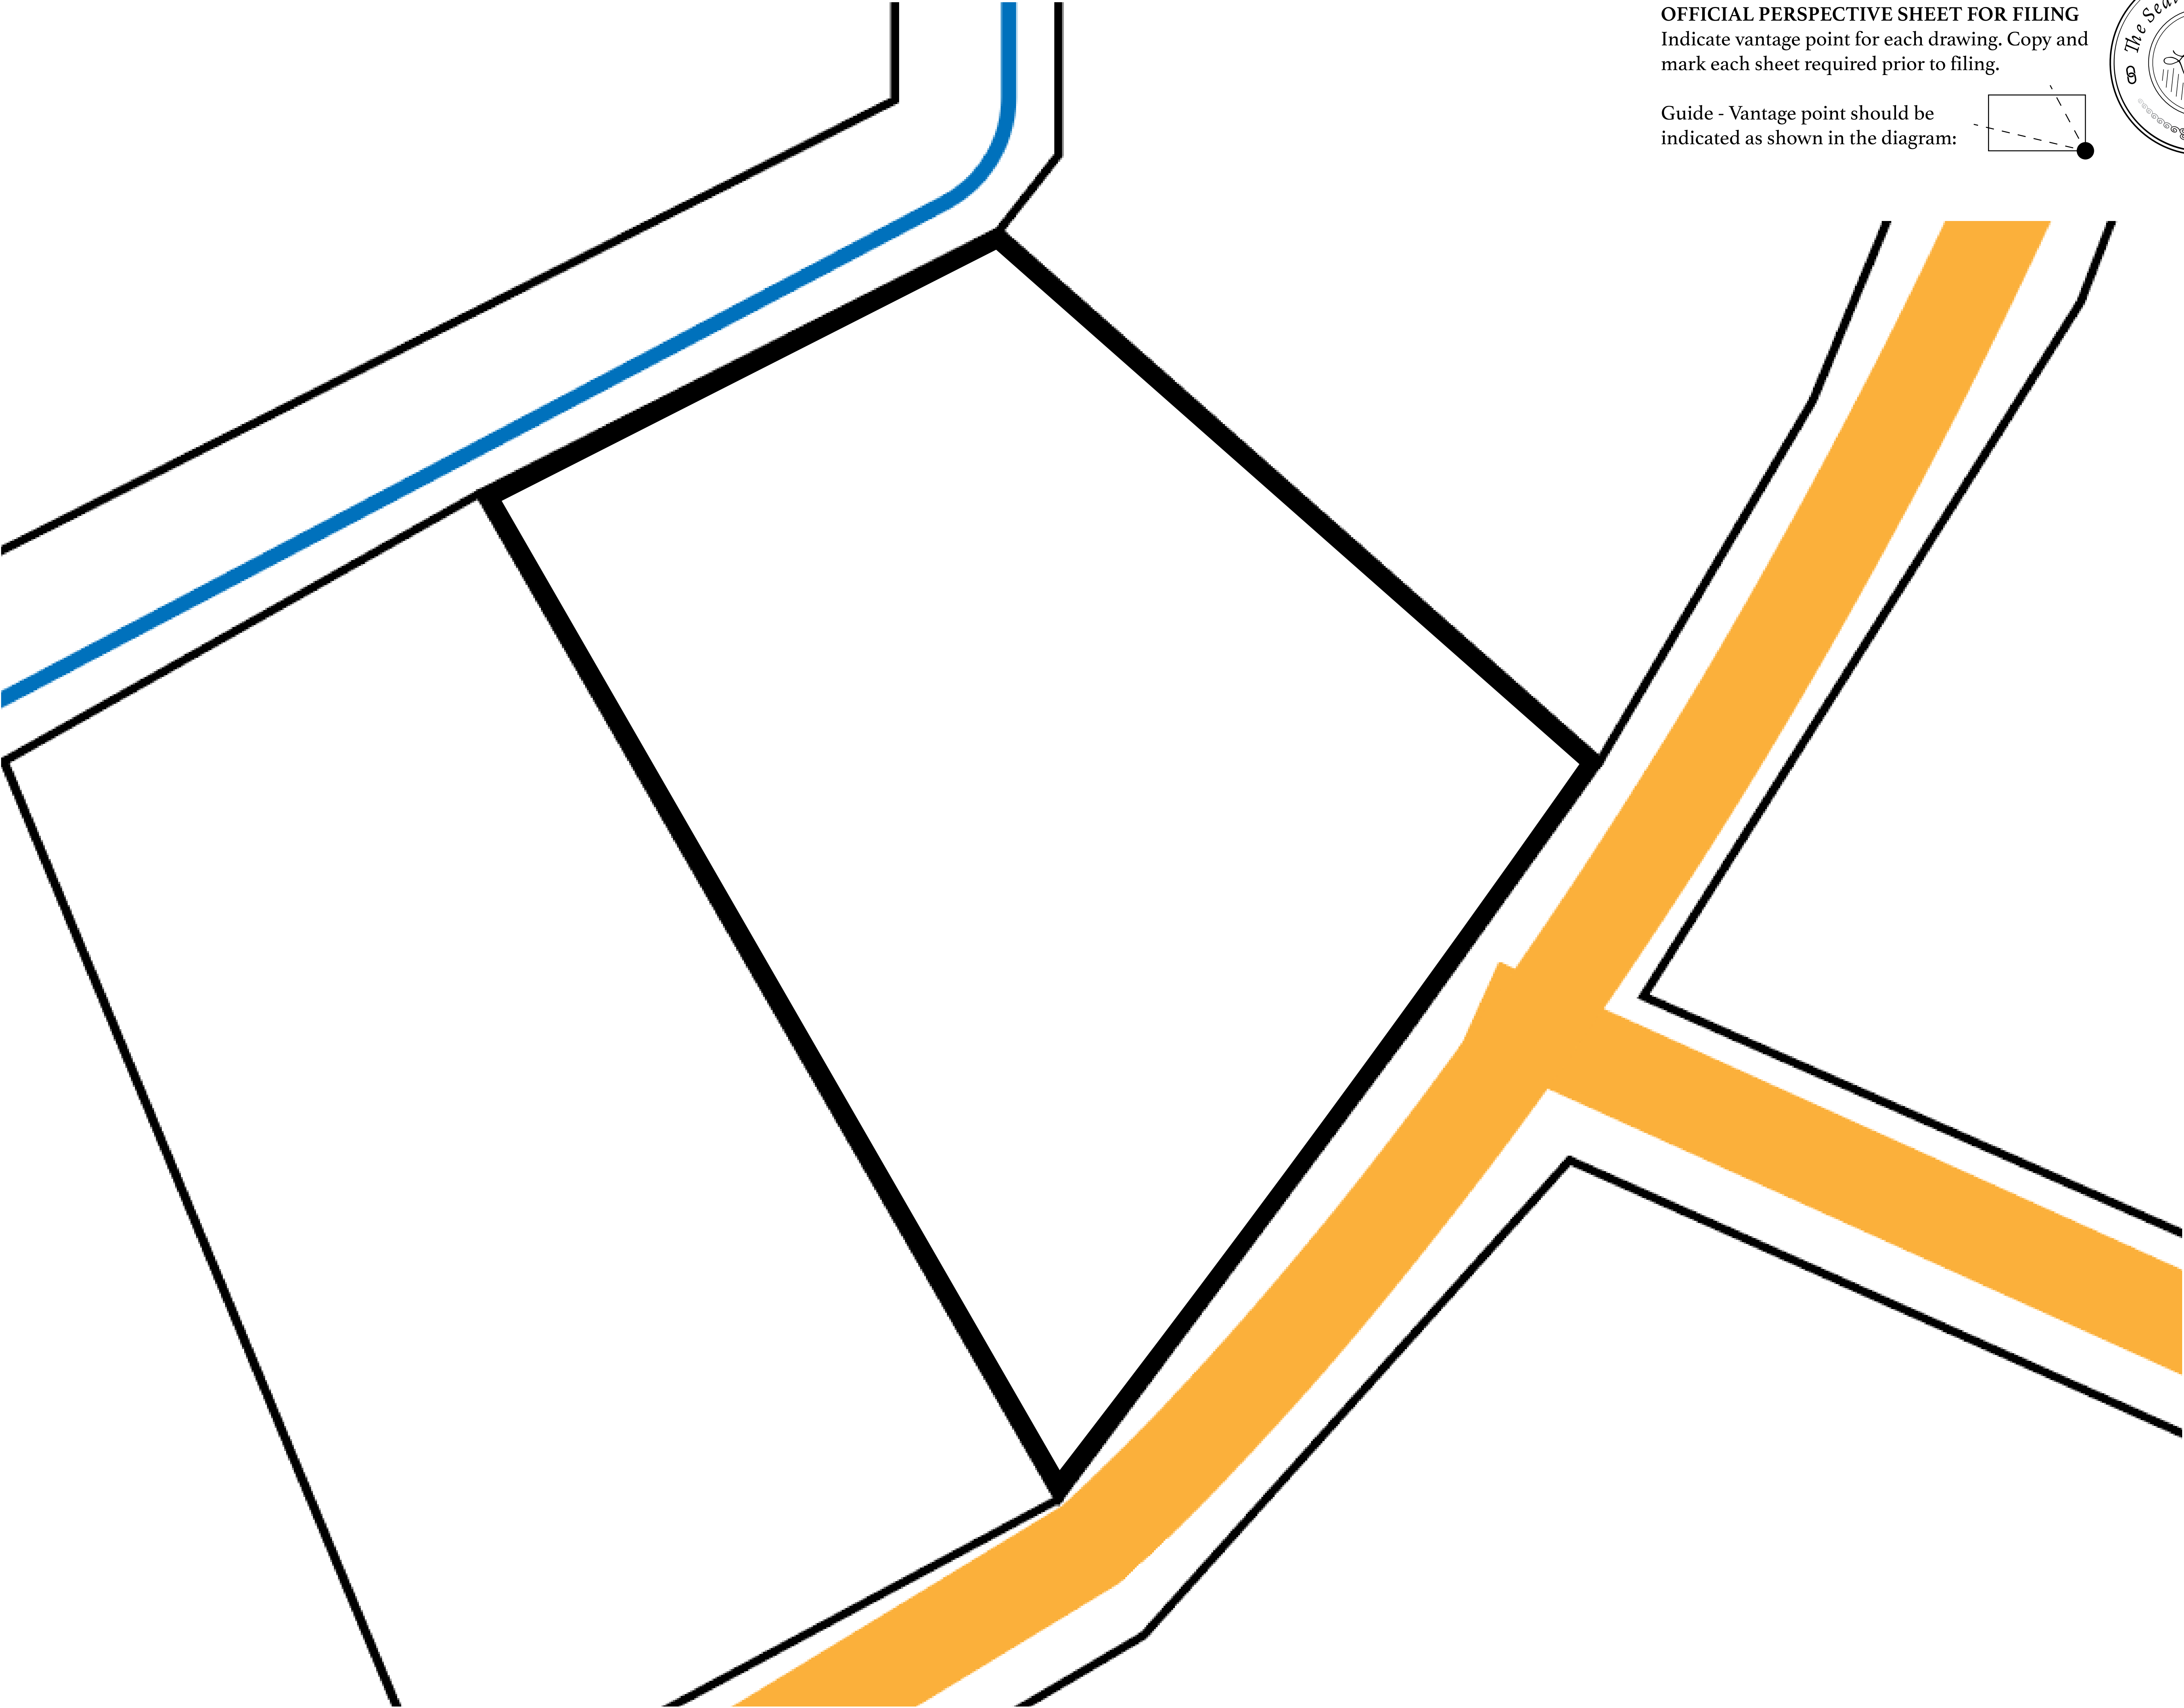 OFFICIAL PERSPECTIVE SHEET FOR FILING
Indicate vantage point for each drawing. Copy and
mark each sheet required prior to filing.
Guide - Vantage point should be
indicated as shown in the diagram:
The